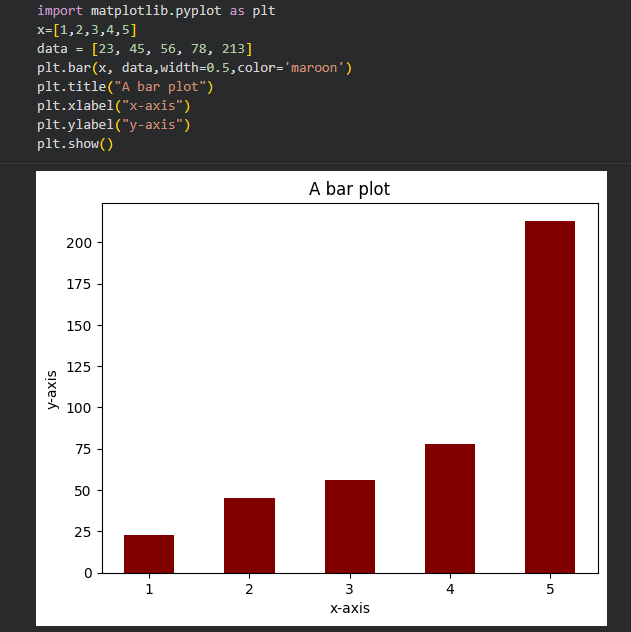 import matplotlib.pyplot as plt
x=[1,2,3,4,5]
data = [23, 45, 56, 78, 213]
plt.bar(x, data,width=0.5,color='maroon')
plt.title("A bar plot")
plt.xlabel("x-axis")
plt.ylabel("y-axis")
plt.show()
A bar plot
200
175
150
125
100
75
50
25
0
y-axis
1 2 3 4 5
x-axis